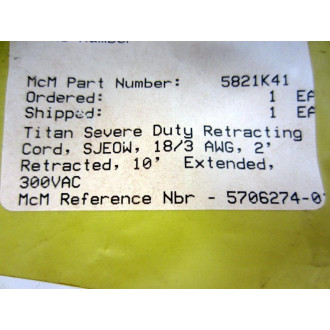 Number
McM Part Number: 5821K41
Ordered: 1 EA
Shipped: 1 EA
Titan Severe Duty Retracting
Cord, SJEOW, 18/3 AWG, 2'
Retracted, 10' Extended,
300VAC
McM Reference Nbr - 5706274-0